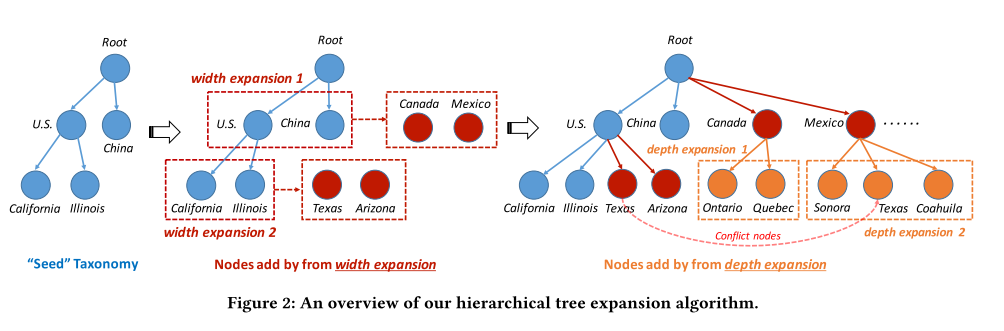 Root
U.S.
China
California Illinois
"Seed" Taxonomy
Root
width expansion 1
U.S.
China
Canada Mexico
California Illinois
Texas Arizona
width expansion 2
Nodes add by from width expansion
Root
U.S.
China
Canada
Mexico
......
depth expansion 1
California Illinois Texas Arizona
Ontario Quebec
Sonora Texas Coahuila
Conflict nodes
depth expansion 2
Nodes add by from depth expansion
Figure 2: An overview of our hierarchical tree expansion algorithm.